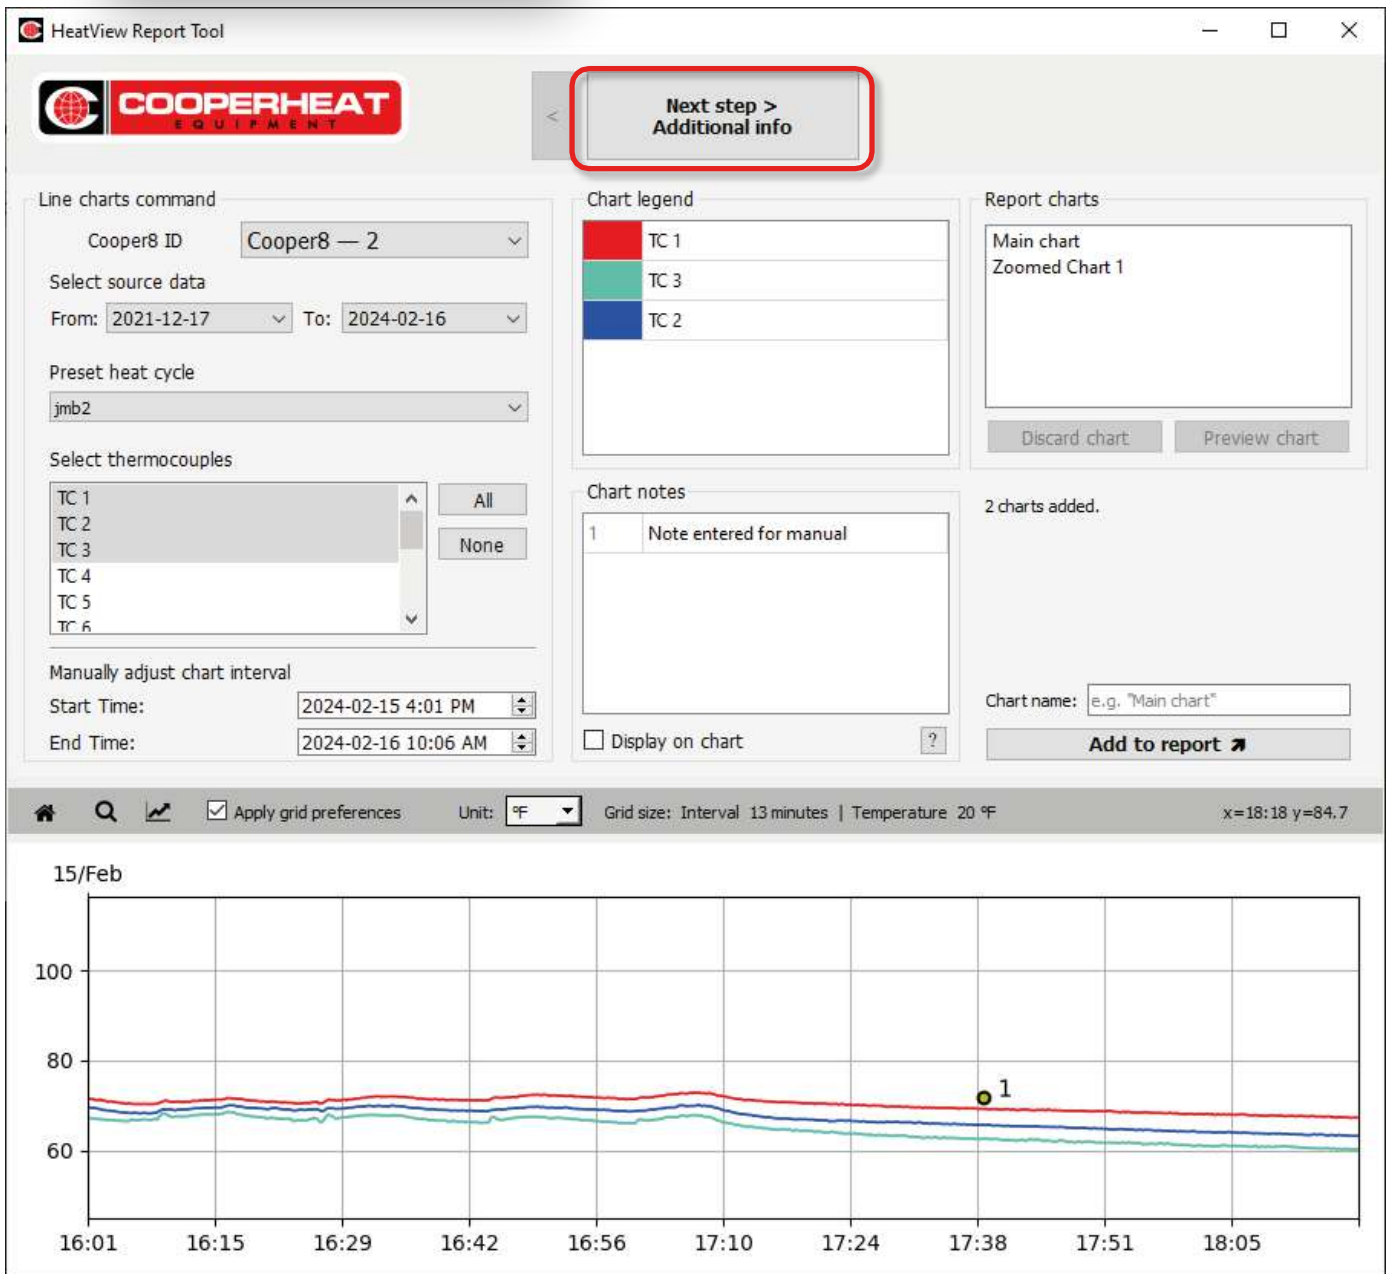 HeatView Report Tool
COOPERHEAT
EQUIPMENT
<
Next step >
Additional info
Line charts command
Cooper8 ID
Cooper8 — 2
Select source data
From: 2021-12-17 To: 2024-02-16
Preset heat cycle
jmb2
Select thermocouples
TC 1
TC 2
TC 3
TC 4
TC 5
TC 6
All
None
Manually adjust chart interval
Start Time: 2024-02-15 4:01 PM
End Time: 2024-02-16 10:06 AM
Chart legend
TC 1
TC 3
TC 2
Chart notes
1 Note entered for manual
Display on chart
?
Report charts
Main chart
Zoomed Chart 1
Discard chart
Preview chart
2 charts added.
Chart name: e.g. "Main chart"
Add to report
Apply grid preferences Unit: °F Grid size: Interval 13 minutes | Temperature 20 °F x=18:18 y=84.7
15/Feb
100
80
60
1
16:01 16:15 16:29 16:42 16:56 17:10 17:24 17:38 17:51 18:05